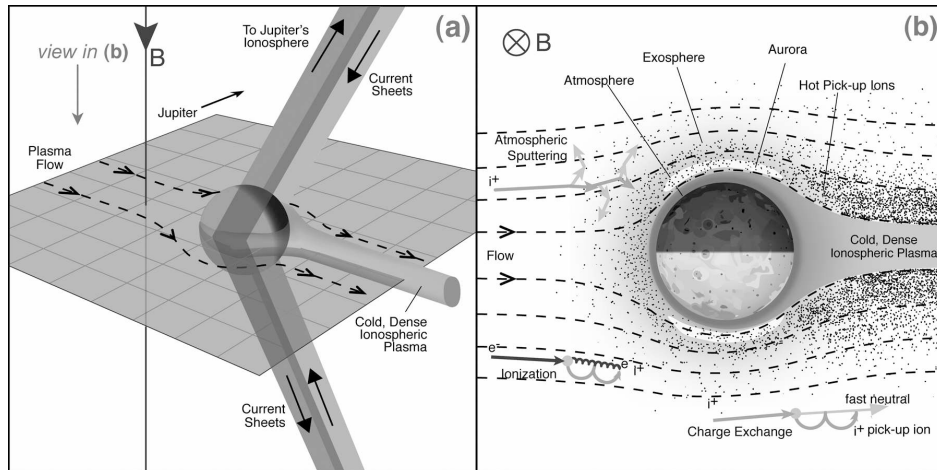 (a)
view in (b)
B
To Jupiter's
Ionosphere
Current
Sheets
Jupiter
Plasma
Flow
Cold, Dense
Ionospheric
Plasma
Current
Sheets
(b)
B
Aurora
Exosphere
Atmosphere
Hot Pick-up Ions
Atmospheric
Sputtering
i+
Flow
Cold, Dense
Ionospheric Plasma
e-
e-
i+
Ionization
i+
fast neutral
Charge Exchange
i+ pick-up ion